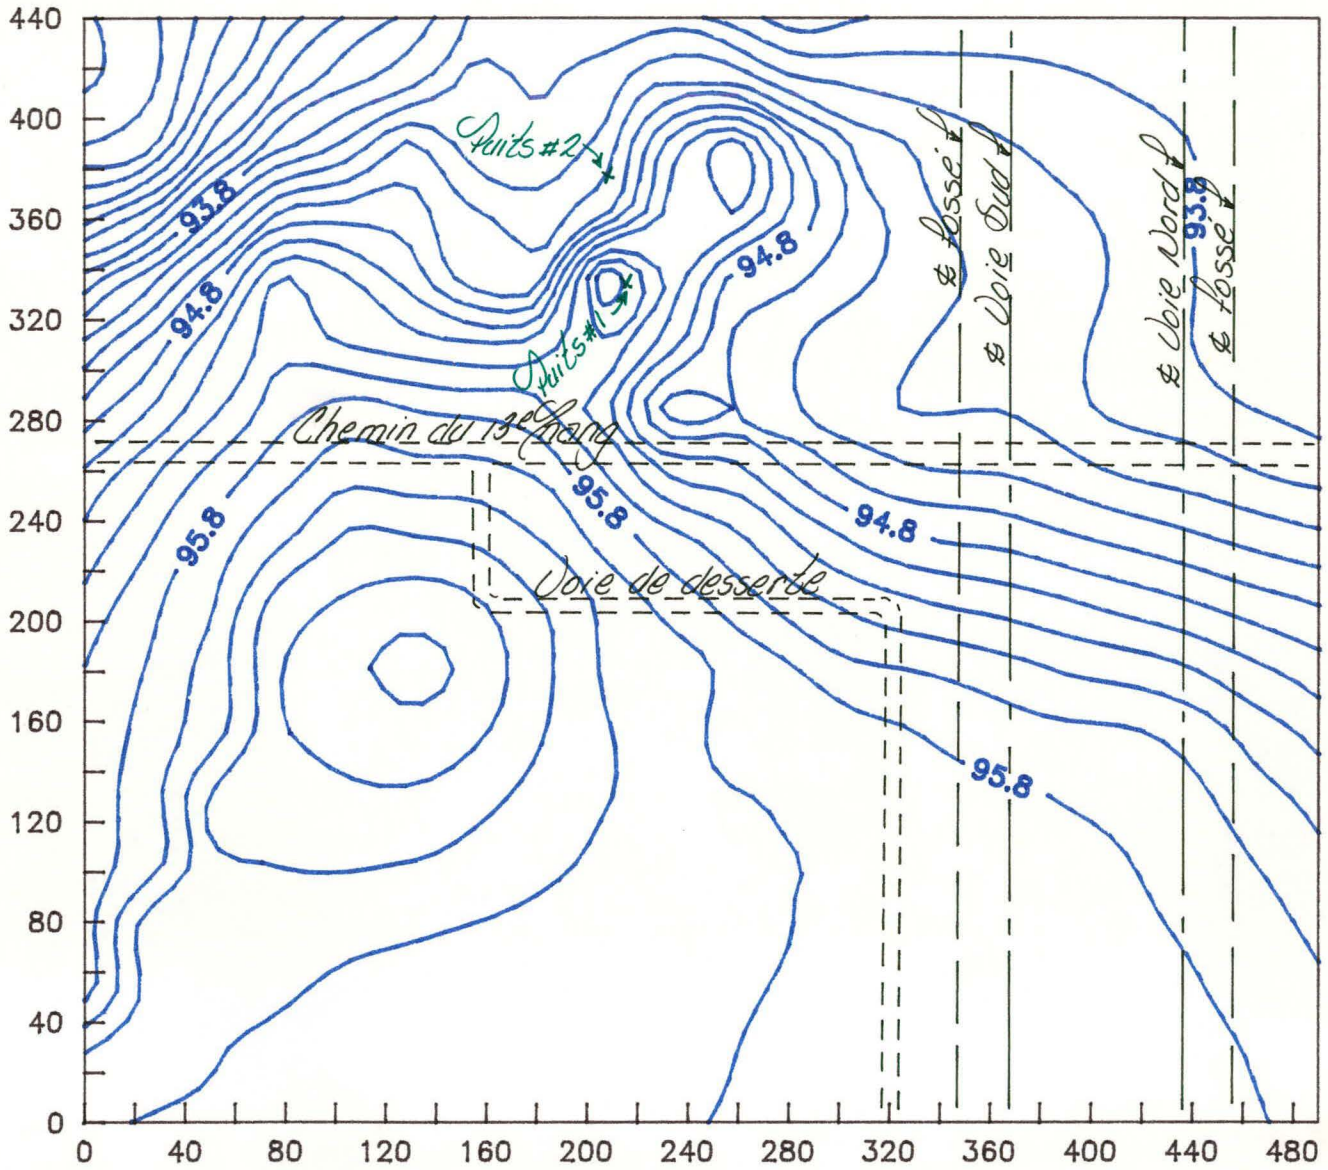 440
400
360
320
280
240
200
160
120
80
40
0
Puits #2
93.8
94.8
94.8
93.8
℄ fossé
℄ Voie Sud
℄ Voie Nord
℄ fossé
Puits #1
Chemin du 13e Rang
95.8
95.8
94.8
Voie de desserte
95.8
0 40 80 120 160 200 240 280 320 360 400 440 480